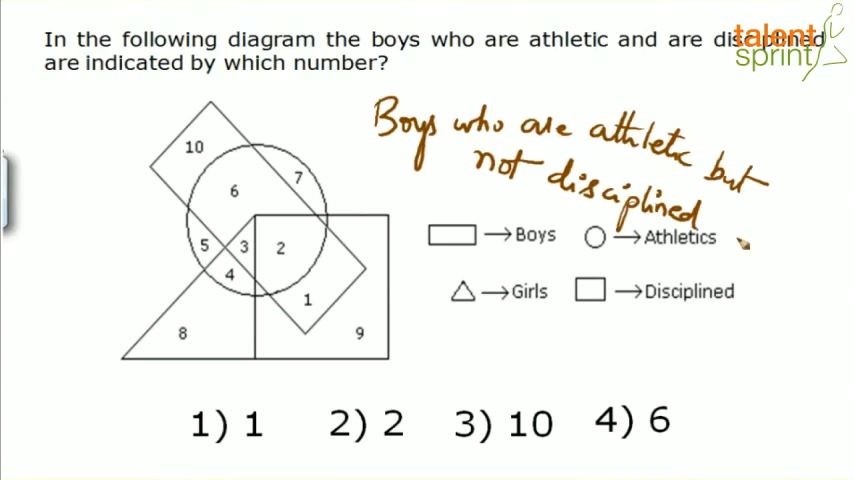 In the following diagram the boys who are athletic and are disciplined
are indicated by which number?
talent
sprint
Boys who are athletic but
not disciplined
10
7
6
5
3
2
4
1
8
9
→Boys
→Athletics
→Girls
→Disciplined
1) 1 2) 2 3) 10 4) 6